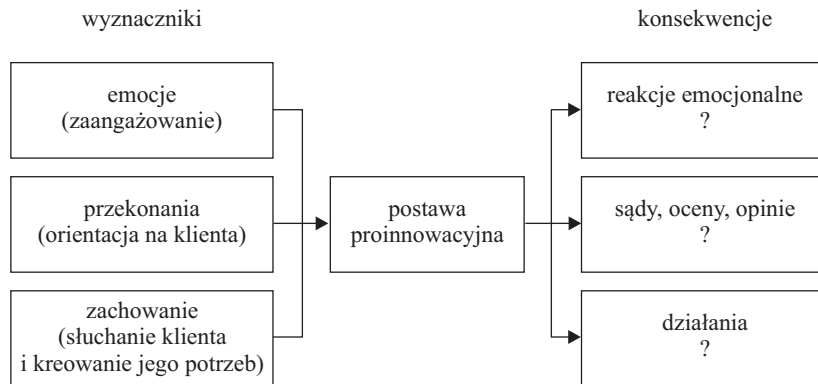 wyznaczniki
konsekwencje
emocje
(zaangażowanie)
reakcje emocjonalne
?
przekonania
(orientacja na klienta)
postawa
proinnowacyjna
sądy, oceny, opinie
?
zachowanie
(słuchanie klienta
i kreowanie jego potrzeb)
działania
?